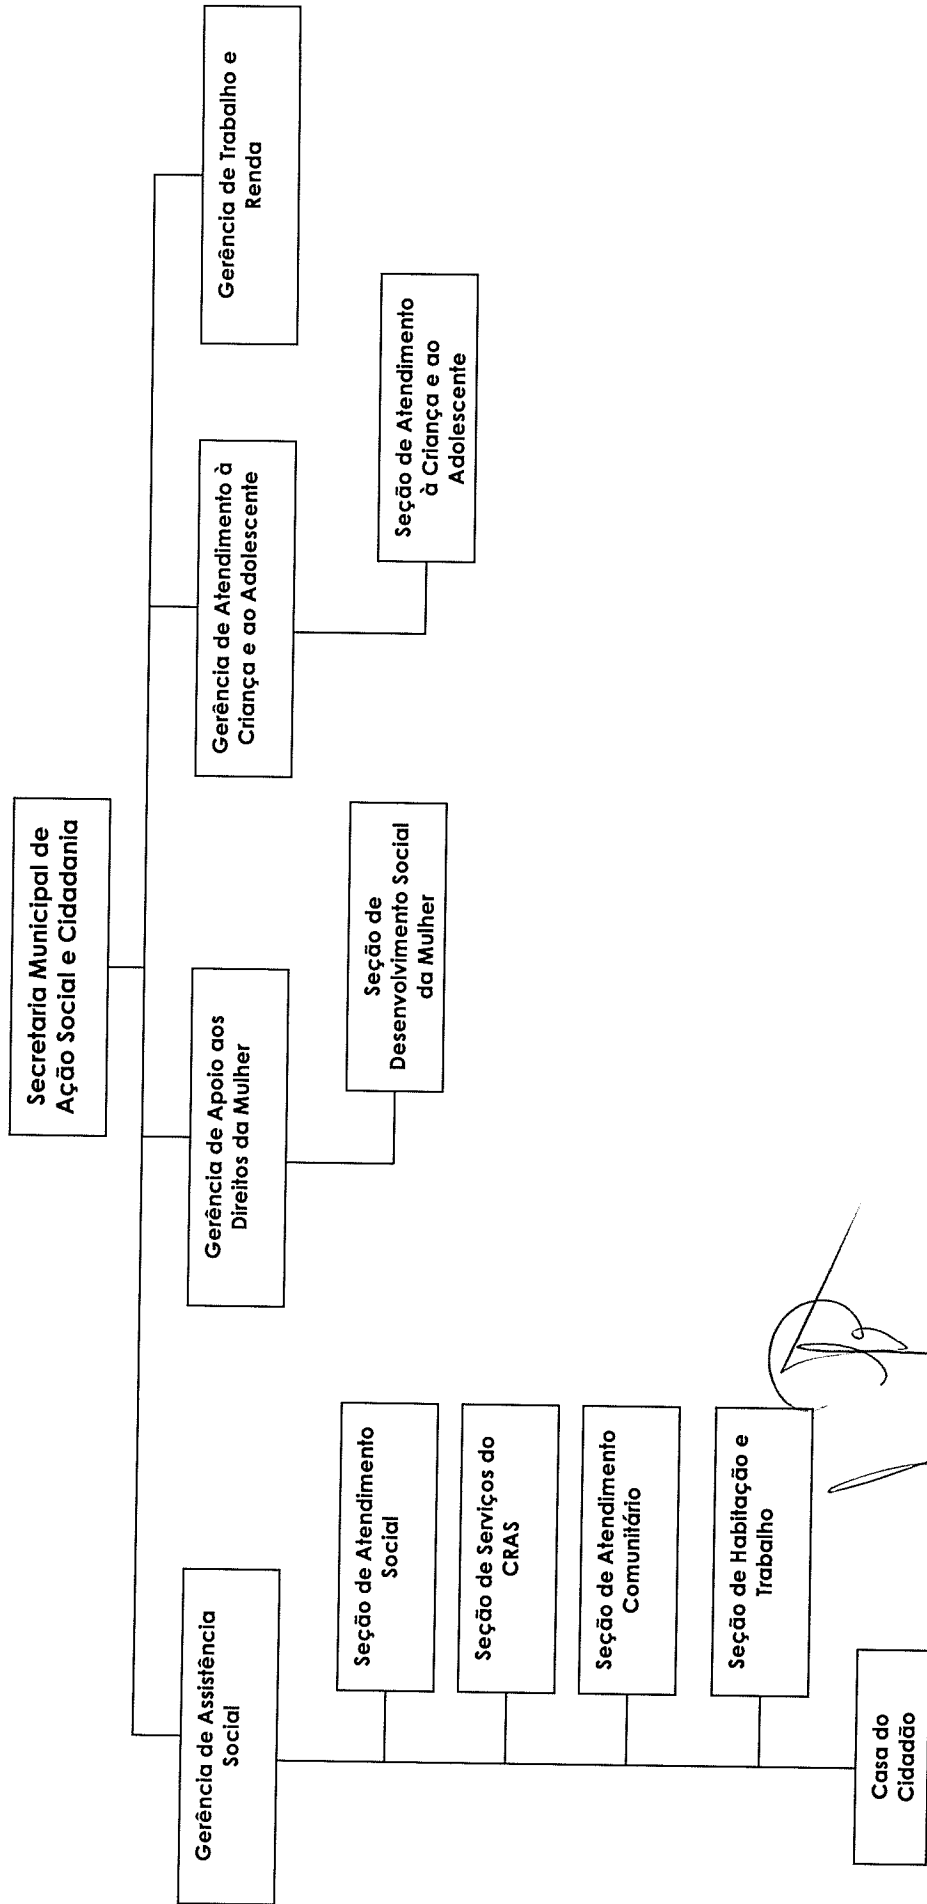 Secretaria Municipal de
Ação Social e Cidadania
Gerência de Assistência
Social
Gerência de Apoio aos
Direitos da Mulher
Gerência de Atendimento à
Criança e ao Adolescente
Gerência de Trabalho e
Renda
Seção de Atendimento
Social
Seção de Serviços do
CRAS
Seção de Atendimento
Comunitário
Seção de Habitação e
Trabalho
Casa do
Cidadão
Seção de
Desenvolvimento Social
da Mulher
Seção de Atendimento
à Criança e ao
Adolescente